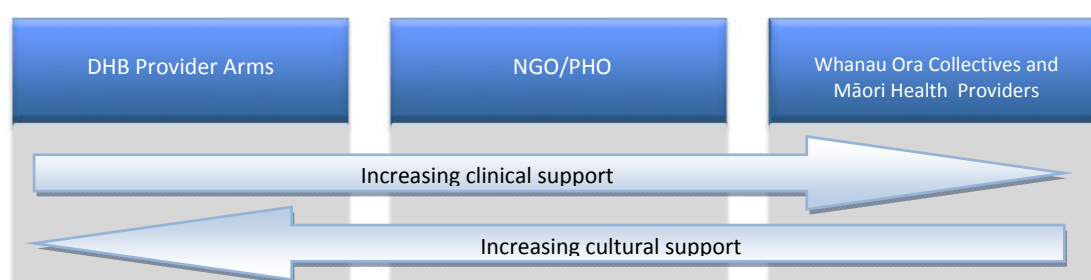 DHB Provider Arms
NGO/PHO
Whanau Ora Collectives and
Māori Health Providers
Increasing clinical support
Increasing cultural support